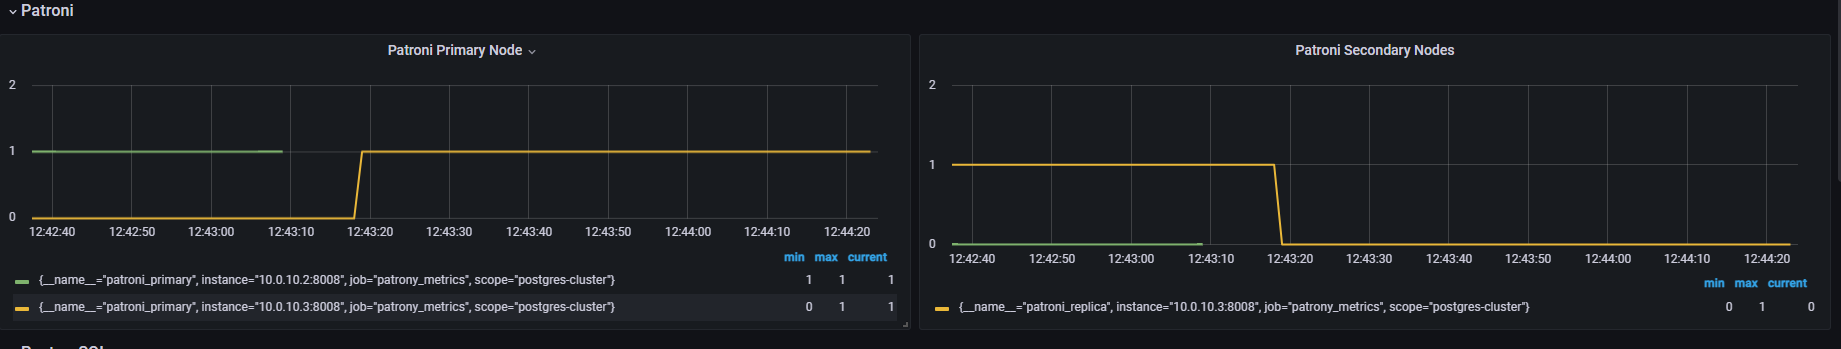 Patroni
Patroni Primary Node
2
1
0
12:42:40 12:42:50 12:43:00 12:43:10 12:43:20 12:43:30 12:43:40 12:43:50 12:44:00 12:44:10 12:44:20
min max current
{__name__="patroni_primary", instance="10.0.10.2:8008", job="patrony_metrics", scope="postgres-cluster"} 1 1 1
{__name__="patroni_primary", instance="10.0.10.3:8008", job="patrony_metrics", scope="postgres-cluster"} 0 1 1
Patroni Secondary Nodes
2
1
0
12:42:40 12:42:50 12:43:00 12:43:10 12:43:20 12:43:30 12:43:40 12:43:50 12:44:00 12:44:10 12:44:20
min max current
{__name__="patroni_replica", instance="10.0.10.3:8008", job="patrony_metrics", scope="postgres-cluster"} 0 1 0